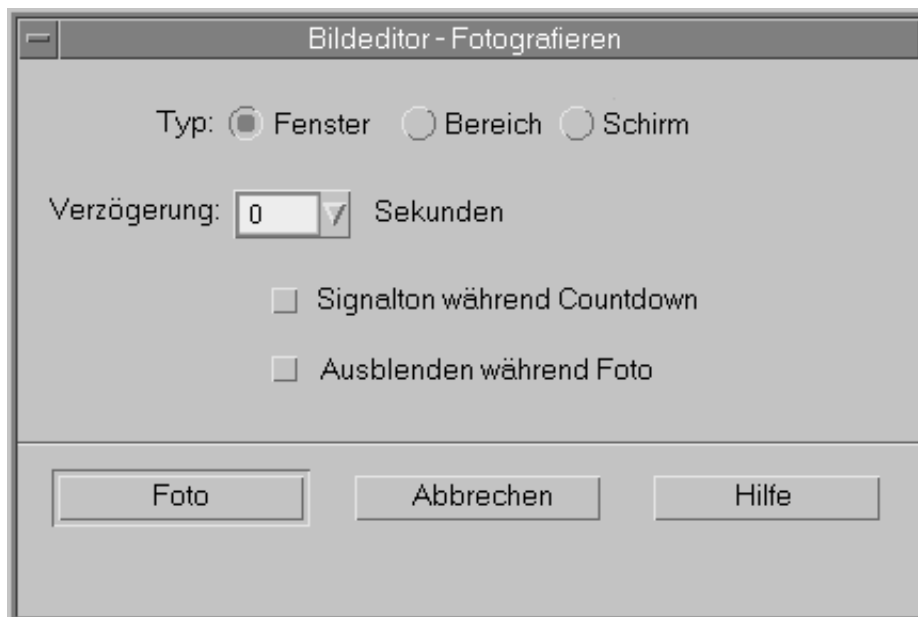 Bildeditor - Fotografieren
Typ: Fenster Bereich Schirm
Verzögerung: 0 Sekunden
Signalton während Countdown
Ausblenden während Foto
Foto Abbrechen Hilfe